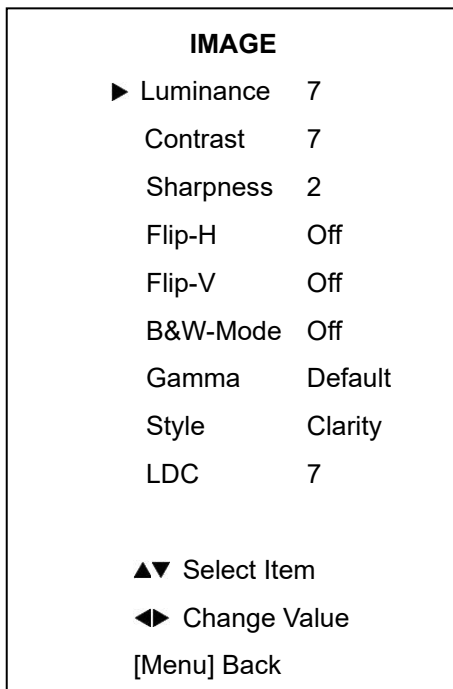 IMAGE
▶ Luminance 7
Contrast 7
Sharpness 2
Flip-H Off
Flip-V Off
B&W-Mode Off
Gamma Default
Style Clarity
LDC 7
▲▼ Select Item
◀▶ Change Value
[Menu] Back